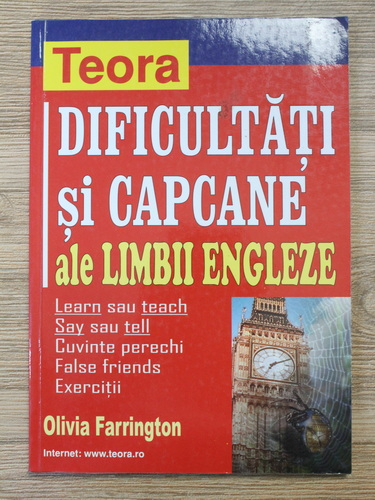 Teora
DIFICULTĂȚI
și CAPCANE
ale LIMBII ENGLEZE
Learn sau teach
Say sau tell
Cuvinte perechi
False friends
Exerciții
Olivia Farrington
Internet: www.teora.ro